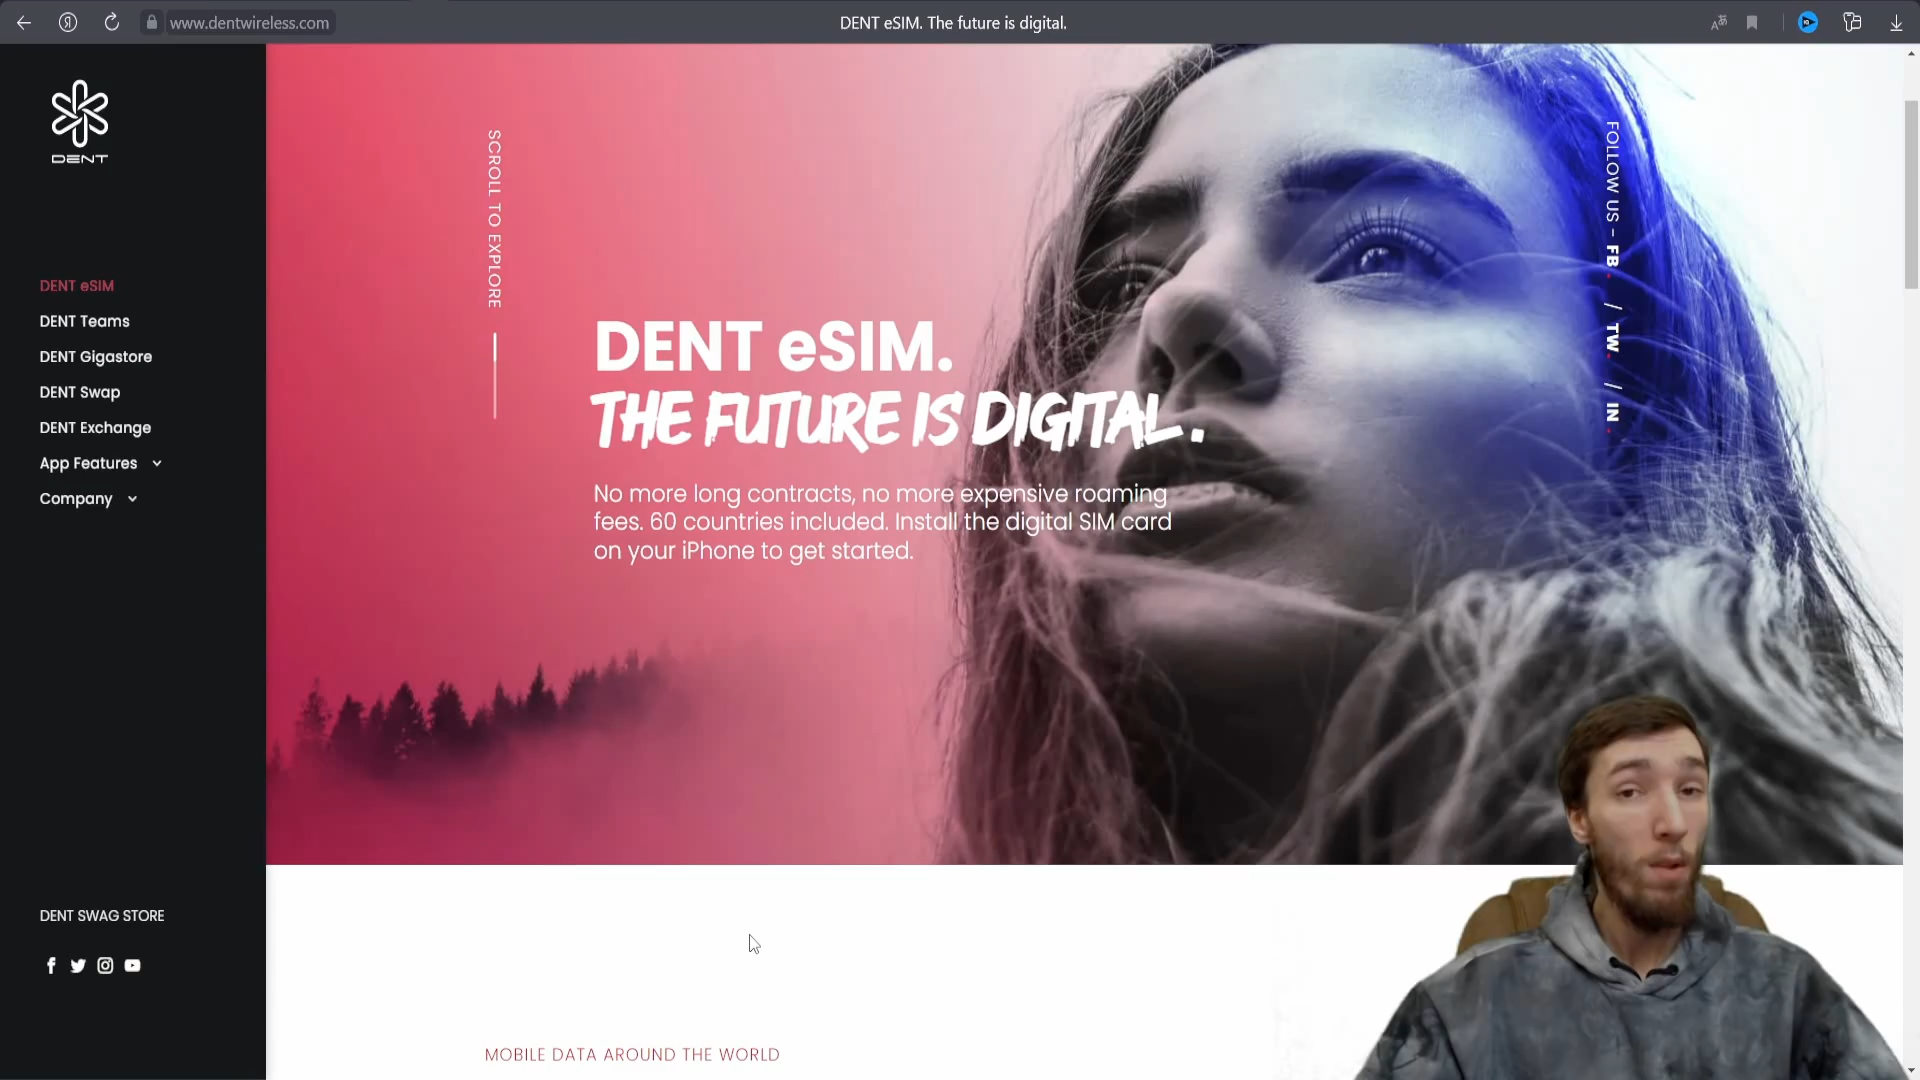 www.dentwireless.com
DENT eSIM. The future is digital.
DENT
DENT eSIM
DENT Teams
DENT Gigastore
DENT Swap
DENT Exchange
App Features
Company
DENT SWAG STORE
SCROLL TO EXPLORE
DENT eSIM.
THE FUTURE IS DIGITAL.
No more long contracts, no more expensive roaming
fees. 60 countries included. Install the digital SIM card
on your iPhone to get started.
FOLLOW US - FB. / TW. / IN.
MOBILE DATA AROUND THE WORLD